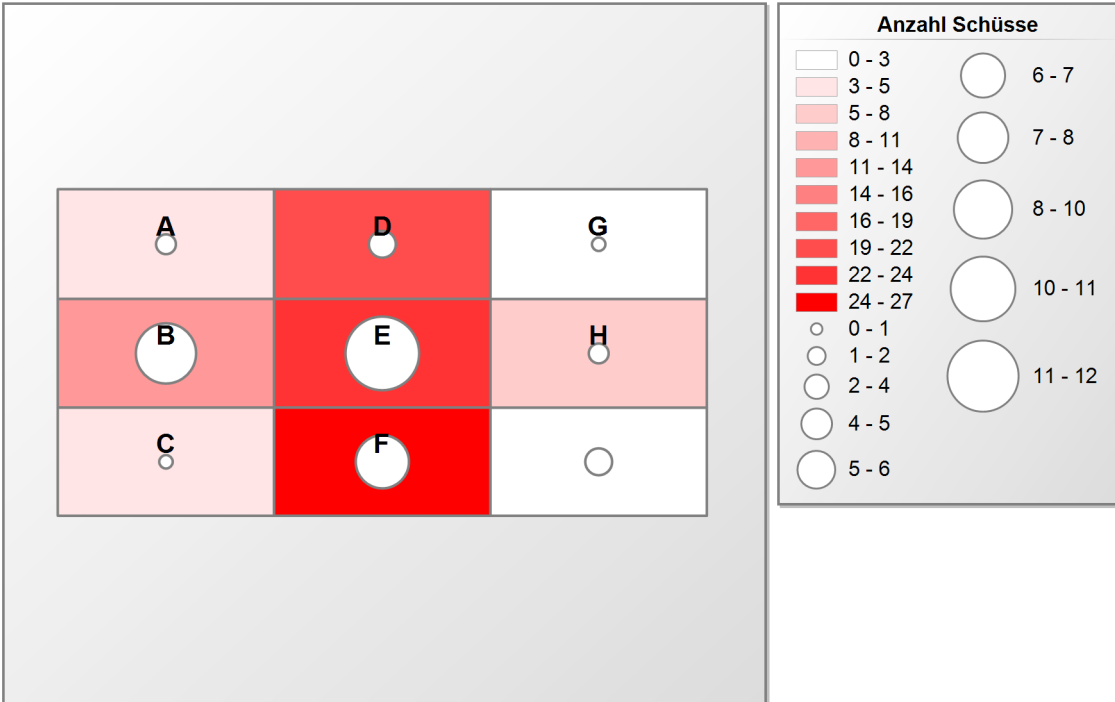 Anzahl Schüsse
0 - 3
3 - 5
5 - 8
8 - 11
11 - 14
14 - 16
16 - 19
19 - 22
22 - 24
24 - 27
0 - 1
1 - 2
2 - 4
4 - 5
5 - 6
6 - 7
7 - 8
8 - 10
10 - 11
11 - 12
A
D
G
B
E
H
C
F